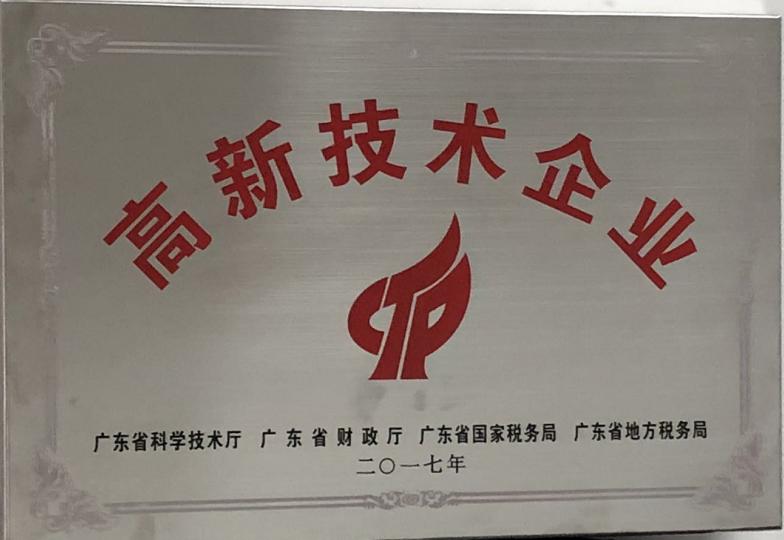 高新技术企业
广东省科学技术厅 广东省财政厅 广东省国家税务局 广东省地方税务局
二〇一七年